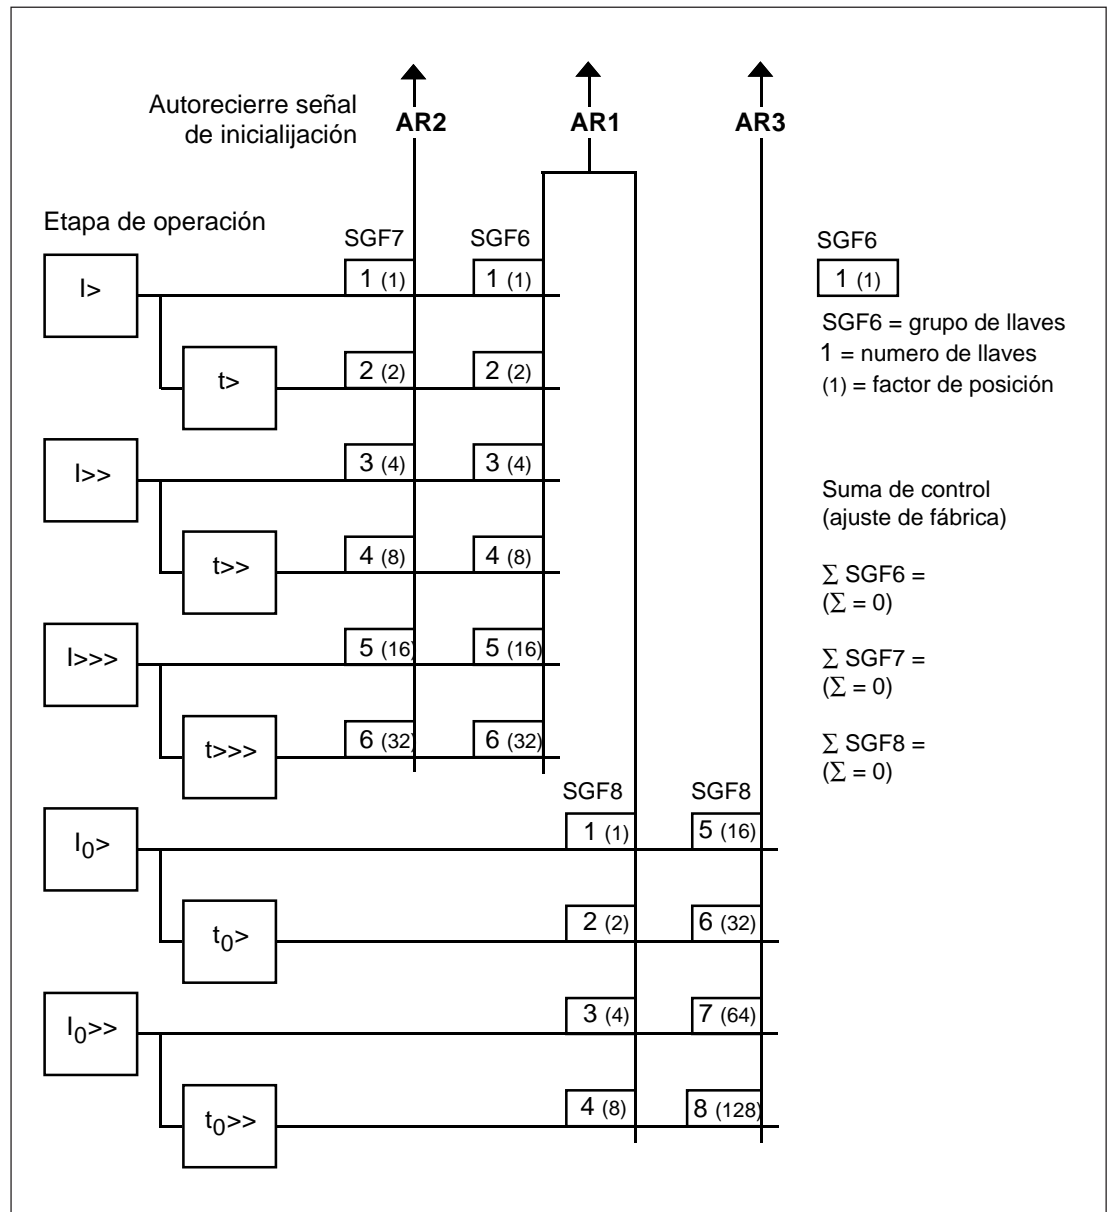 Autorecierre señal
de inicialijación
AR2
AR1
AR3
Etapa de operación
SGF7
SGF6
SGF6
I>
1 (1)
1 (1)
1 (1)
SGF6 = grupo de llaves
1 = numero de llaves
(1) = factor de posición
t>
2 (2)
2 (2)
I>>
3 (4)
3 (4)
Suma de control
(ajuste de fábrica)
t>>
4 (8)
4 (8)
∑ SGF6 =
(∑ = 0)
I>>>
5 (16)
5 (16)
∑ SGF7 =
(∑ = 0)
t>>>
6 (32)
6 (32)
∑ SGF8 =
(∑ = 0)
SGF8
SGF8
I0>
1 (1)
5 (16)
t0>
2 (2)
6 (32)
I0>>
3 (4)
7 (64)
t0>>
4 (8)
8 (128)